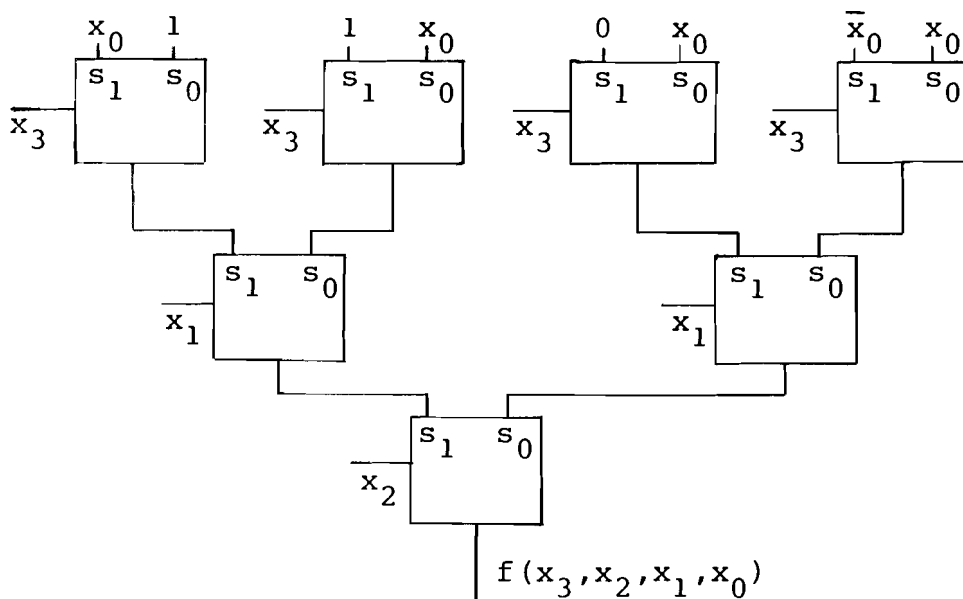 x₀ 1 1 x₀ 0 x₀ x̅₀ x₀
s₁ s₀ s₁ s₀ s₁ s₀ s₁ s₀
x₃ x₃ x₃ x₃
s₁ s₀ s₁ s₀
x₁ x₁
s₁ s₀
x₂
f(x₃,x₂,x₁,x₀)